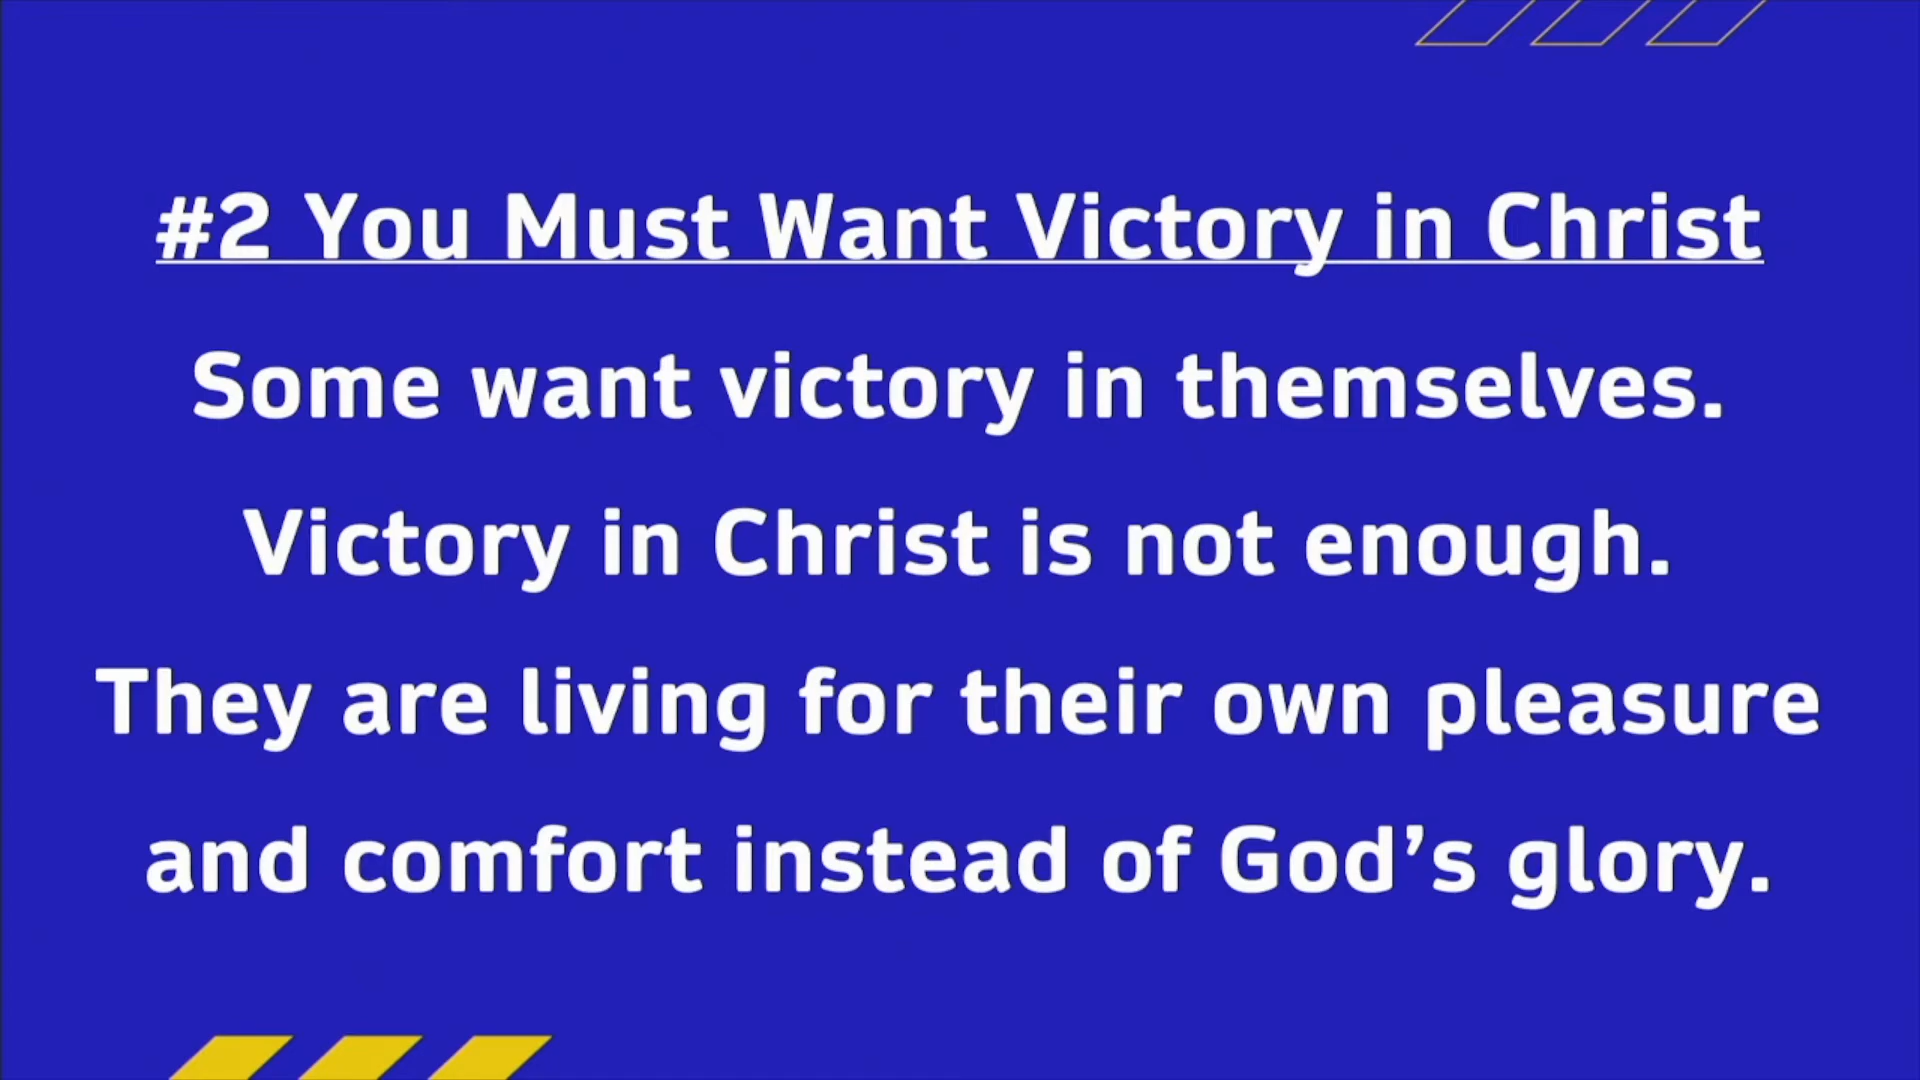 #2 You Must Want Victory in Christ
Some want victory in themselves.
Victory in Christ is not enough.
They are living for their own pleasure
and comfort instead of God’s glory.